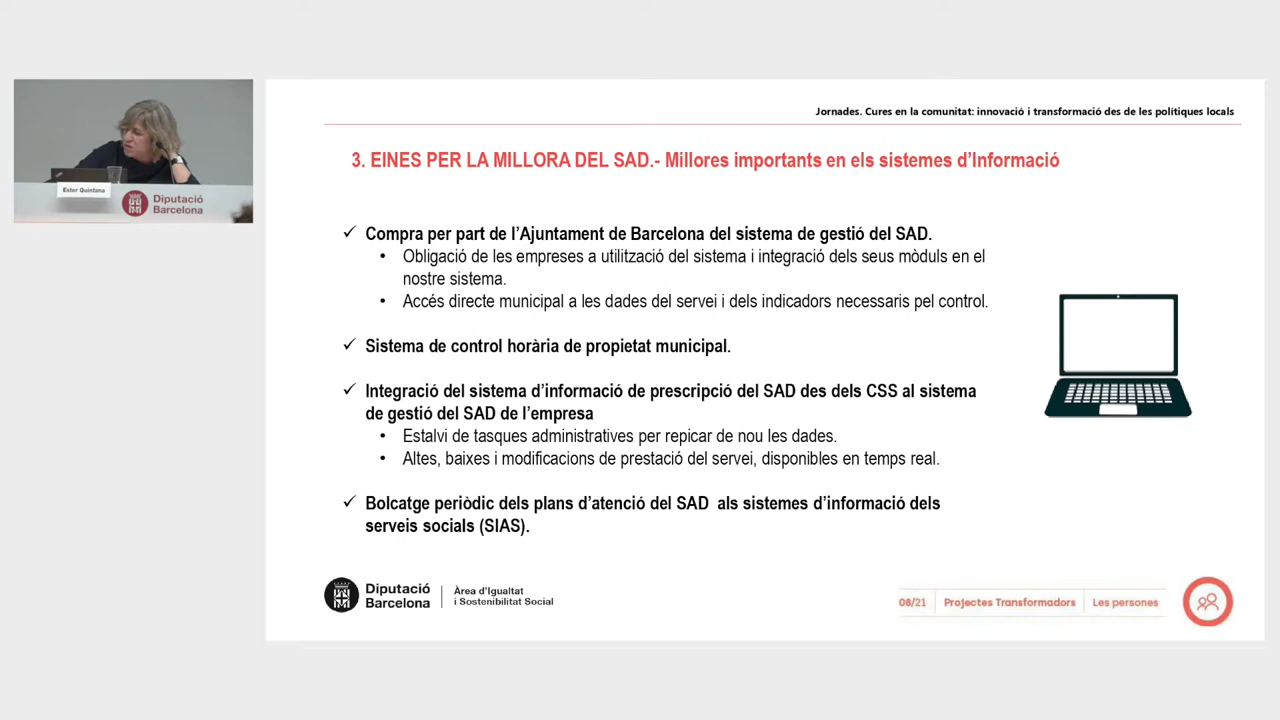 Jornades. Cures en la comunitat: innovació i transformació des de les polítiques locals
3. EINES PER LA MILLORA DEL SAD.- Millores importants en els sistemes d’Informació
Ester Quintana
Diputació
Barcelona
Compra per part de l’Ajuntament de Barcelona del sistema de gestió del SAD.
Obligació de les empreses a utilització del sistema i integració dels seus mòduls en el
nostre sistema.
Accés directe municipal a les dades del servei i dels indicadors necessaris pel control.
Sistema de control horària de propietat municipal.
Integració del sistema d’informació de prescripció del SAD des dels CSS al sistema
de gestió del SAD de l’empresa
Estalvi de tasques administratives per repicar de nou les dades.
Altes, baixes i modificacions de prestació del servei, disponibles en temps real.
Bolcatge periòdic dels plans d’atenció del SAD als sistemes d’informació dels
serveis socials (SIAS).
Diputació
Barcelona
Àrea d’Igualtat
i Sostenibilitat Social
08/21 Projectes Transformadors Les persones